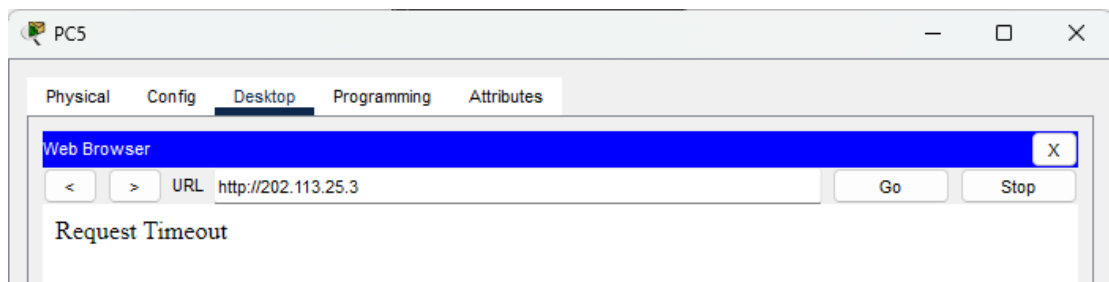 PC5
Physical Config Desktop Programming Attributes
Web Browser X
< > URL http://202.113.25.3 Go Stop
Request Timeout